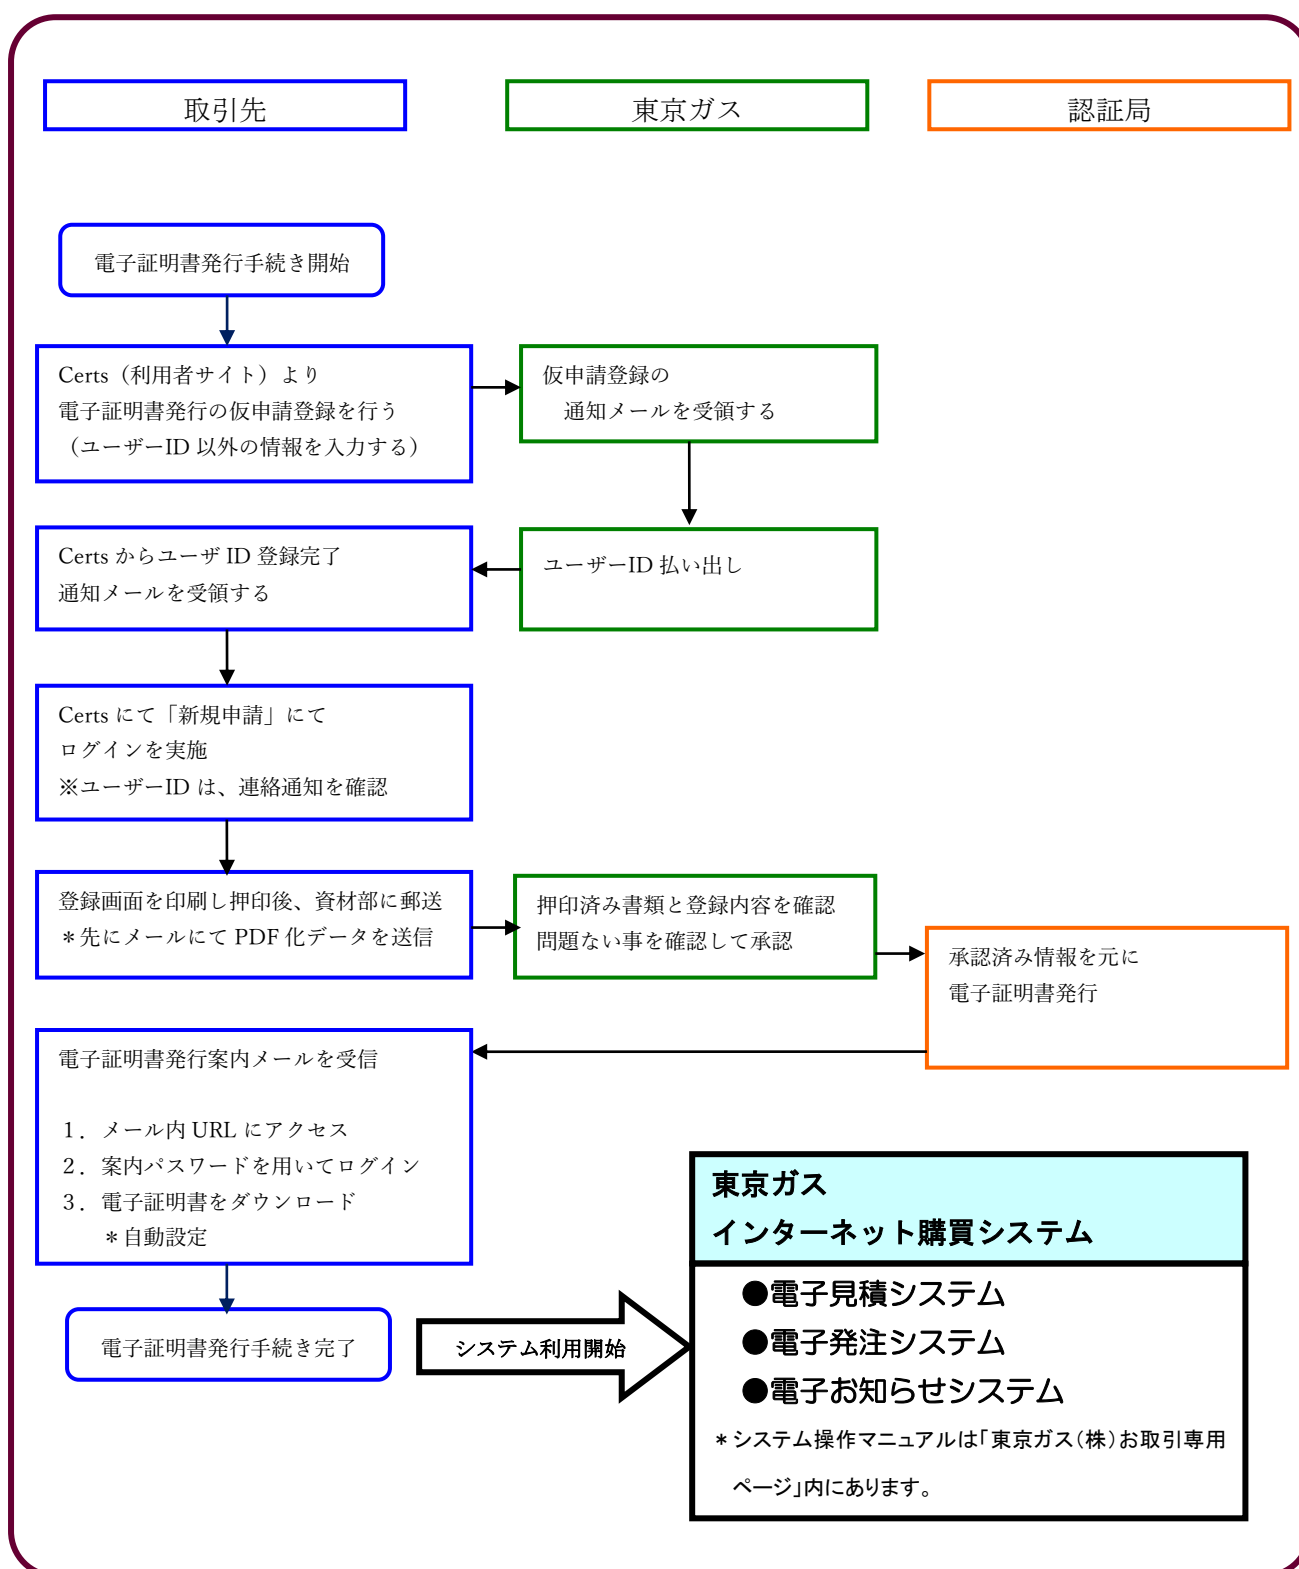 取引先
東京ガス
認証局
電子証明書発行手続き開始
Certs（利用者サイト）より
電子証明書発行の仮申請登録を行う
（ユーザーID 以外の情報を入力する）
仮申請登録の
通知メールを受領する
Certs からユーザ ID 登録完了
通知メールを受領する
ユーザーID 払い出し
Certs にて「新規申請」にて
ログインを実施
※ユーザーID は、連絡通知を確認
登録画面を印刷し押印後、資材部に郵送
＊先にメールにて PDF 化データを送信
押印済み書類と登録内容を確認
問題ない事を確認して承認
承認済み情報を元に
電子証明書発行
電子証明書発行案内メールを受信
１．メール内 URL にアクセス
２．案内パスワードを用いてログイン
３．電子証明書をダウンロード
＊自動設定
電子証明書発行手続き完了
システム利用開始
東京ガス
インターネット購買システム
●電子見積システム
●電子発注システム
●電子お知らせシステム
＊システム操作マニュアルは「東京ガス（株）お取引専用
ページ」内にあります。